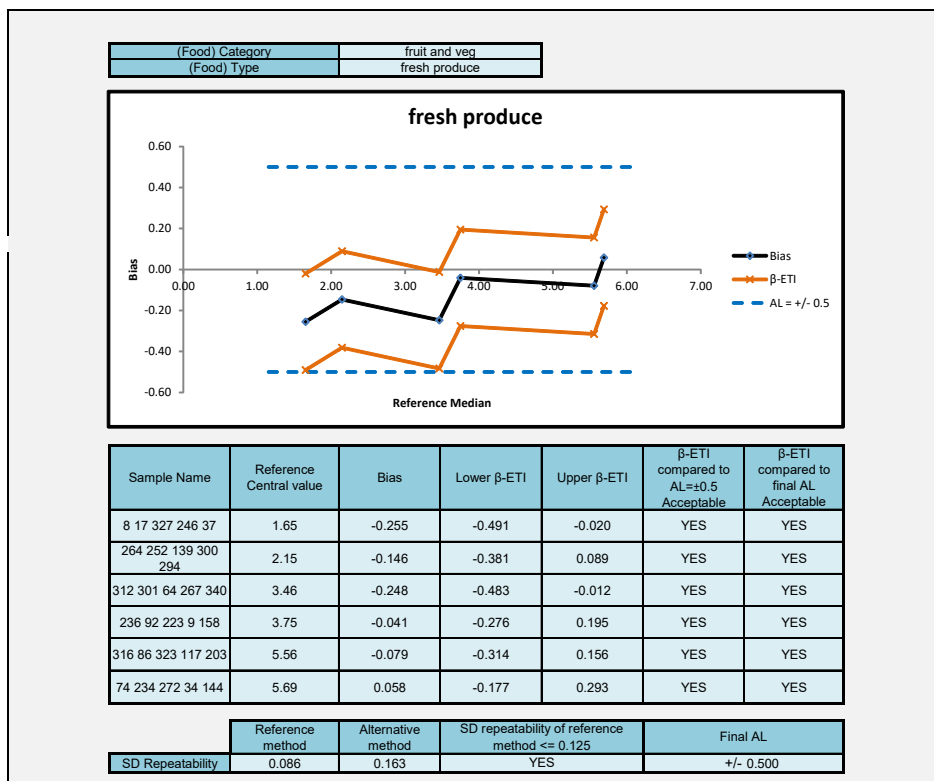 (Food) Category fruit and veg
(Food) Type fresh produce
fresh produce
0.60
0.40
0.20
0.00
-0.20
-0.40
-0.60
Bias
0.00 1.00 2.00 3.00 4.00 5.00 6.00 7.00
Reference Median
Bias
β-ETI
AL = +/- 0.5
Sample Name Reference Central value Bias Lower β-ETI Upper β-ETI β-ETI compared to AL=±0.5 Acceptable β-ETI compared to final AL Acceptable
8 17 327 246 37 1.65 -0.255 -0.491 -0.020 YES YES
264 252 139 300 294 2.15 -0.146 -0.381 0.089 YES YES
312 301 64 267 340 3.46 -0.248 -0.483 -0.012 YES YES
236 92 223 9 158 3.75 -0.041 -0.276 0.195 YES YES
316 86 323 117 203 5.56 -0.079 -0.314 0.156 YES YES
74 234 272 34 144 5.69 0.058 -0.177 0.293 YES YES
Reference method Alternative method SD repeatability of reference method <= 0.125 Final AL
SD Repeatability 0.086 0.163 YES +/- 0.500